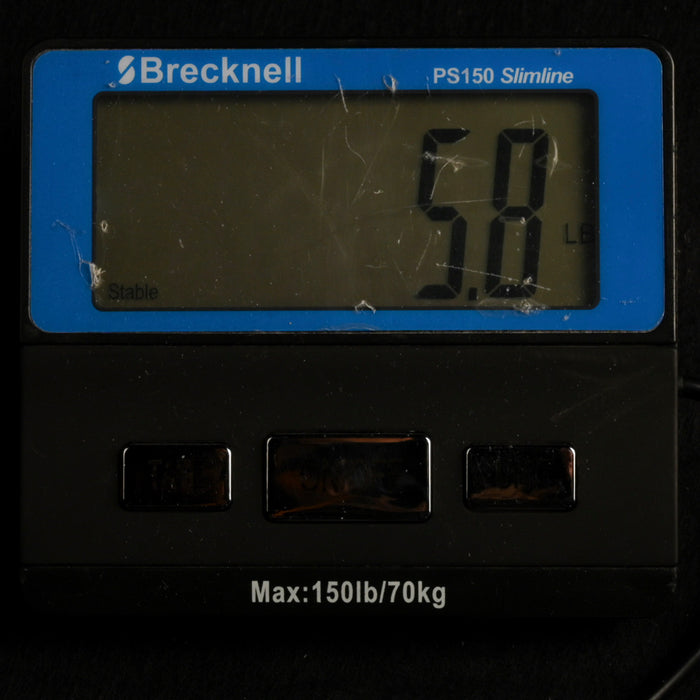 Brecknell
PS150 Slimline
5.8
LB
Stable
Max:150lb/70kg